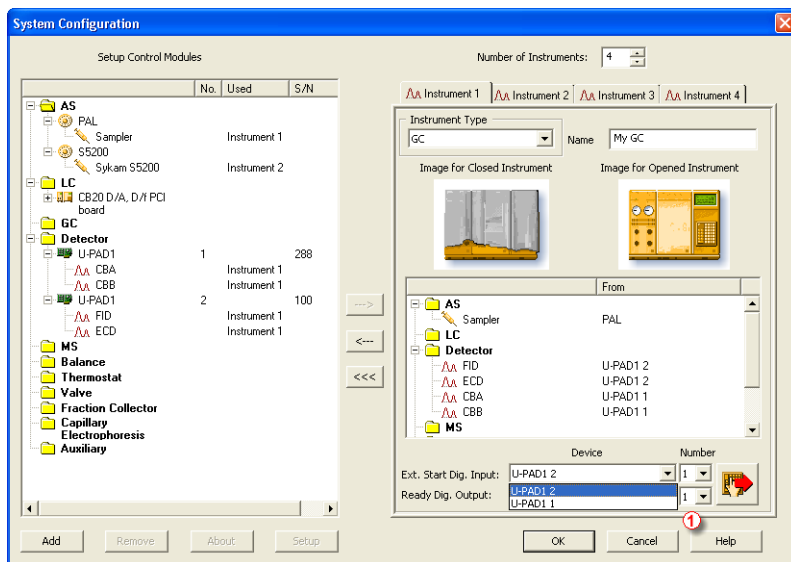 System Configuration
Setup Control Modules
No. Used S/N
AS
PAL
Sampler Instrument 1
S5200
Sykam S5200 Instrument 2
LC
CB20 D/A, D/f PCI
board
GC
Detector
U-PAD1 1 288
CBA Instrument 1
CBB Instrument 1
U-PAD1 2 100
FID Instrument 1
ECD Instrument 1
MS
Balance
Thermostat
Valve
Fraction Collector
Capillary
Electrophoresis
Auxiliary
Add Remove About Setup
--->
<---
<<<
Number of Instruments: 4
Instrument 1 Instrument 2 Instrument 3 Instrument 4
Instrument Type
GC Name My GC
Image for Closed Instrument Image for Opened Instrument
From
AS
Sampler PAL
LC
Detector
FID U-PAD1 2
ECD U-PAD1 2
CBA U-PAD1 1
CBB U-PAD1 1
MS
Device Number
Ext. Start Dig. Input: U-PAD1 2 1
U-PAD1 2
Ready Dig. Output: 1
U-PAD1 1
1
OK Cancel Help